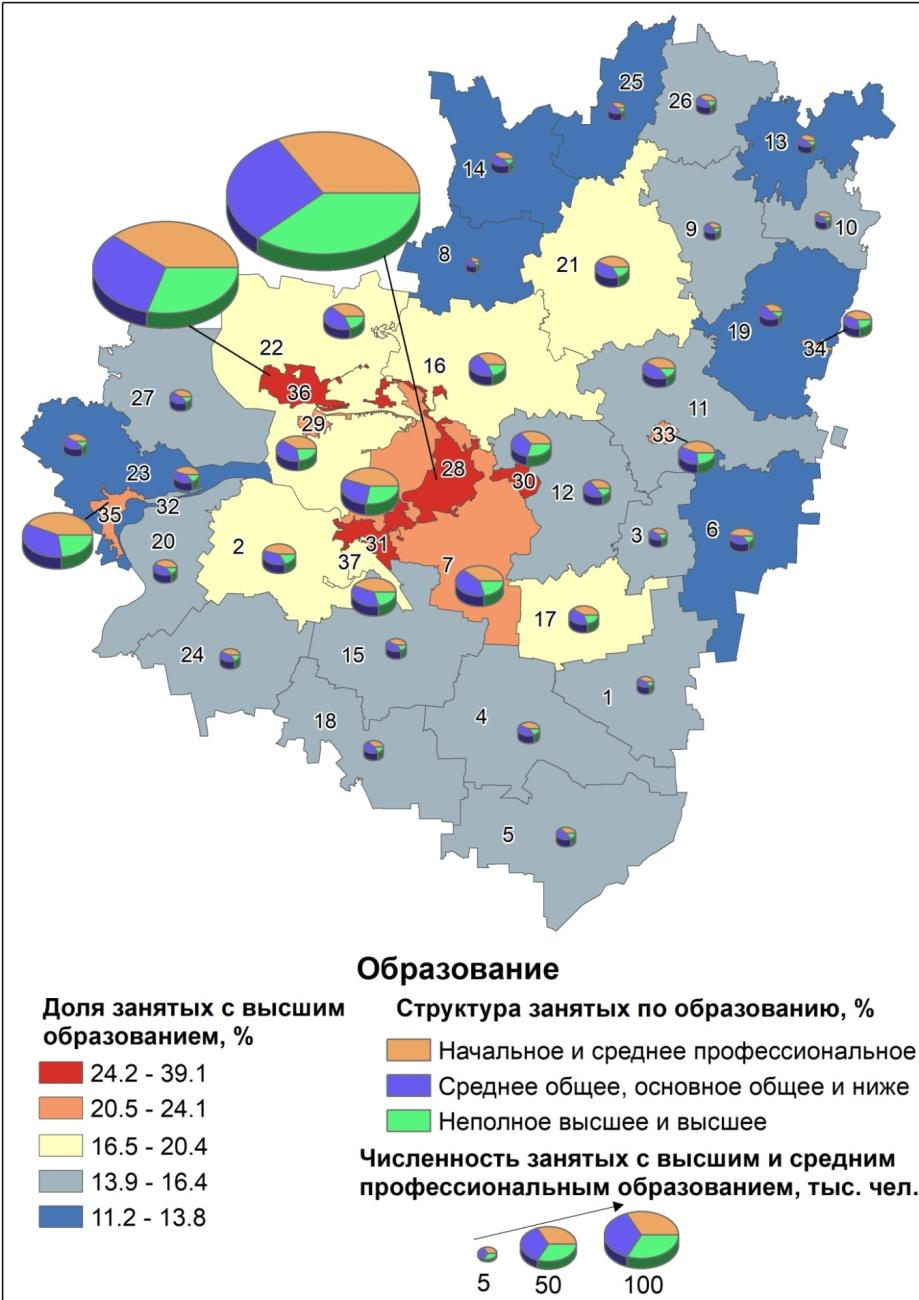 25
26
13
14
9
10
8
21
19
34
22
16
36
27
11
29
33
28
23
30
12
32
35
3
6
20
2
31
7
37
17
24
15
1
18
4
5
Образование
Доля занятых с высшим
образованием, %
24.2 - 39.1
20.5 - 24.1
16.5 - 20.4
13.9 - 16.4
11.2 - 13.8
Структура занятых по образованию, %
Начальное и среднее профессиональное
Среднее общее, основное общее и ниже
Неполное высшее и высшее
Численность занятых с высшим и средним
профессиональным образованием, тыс. чел.
5 50 100